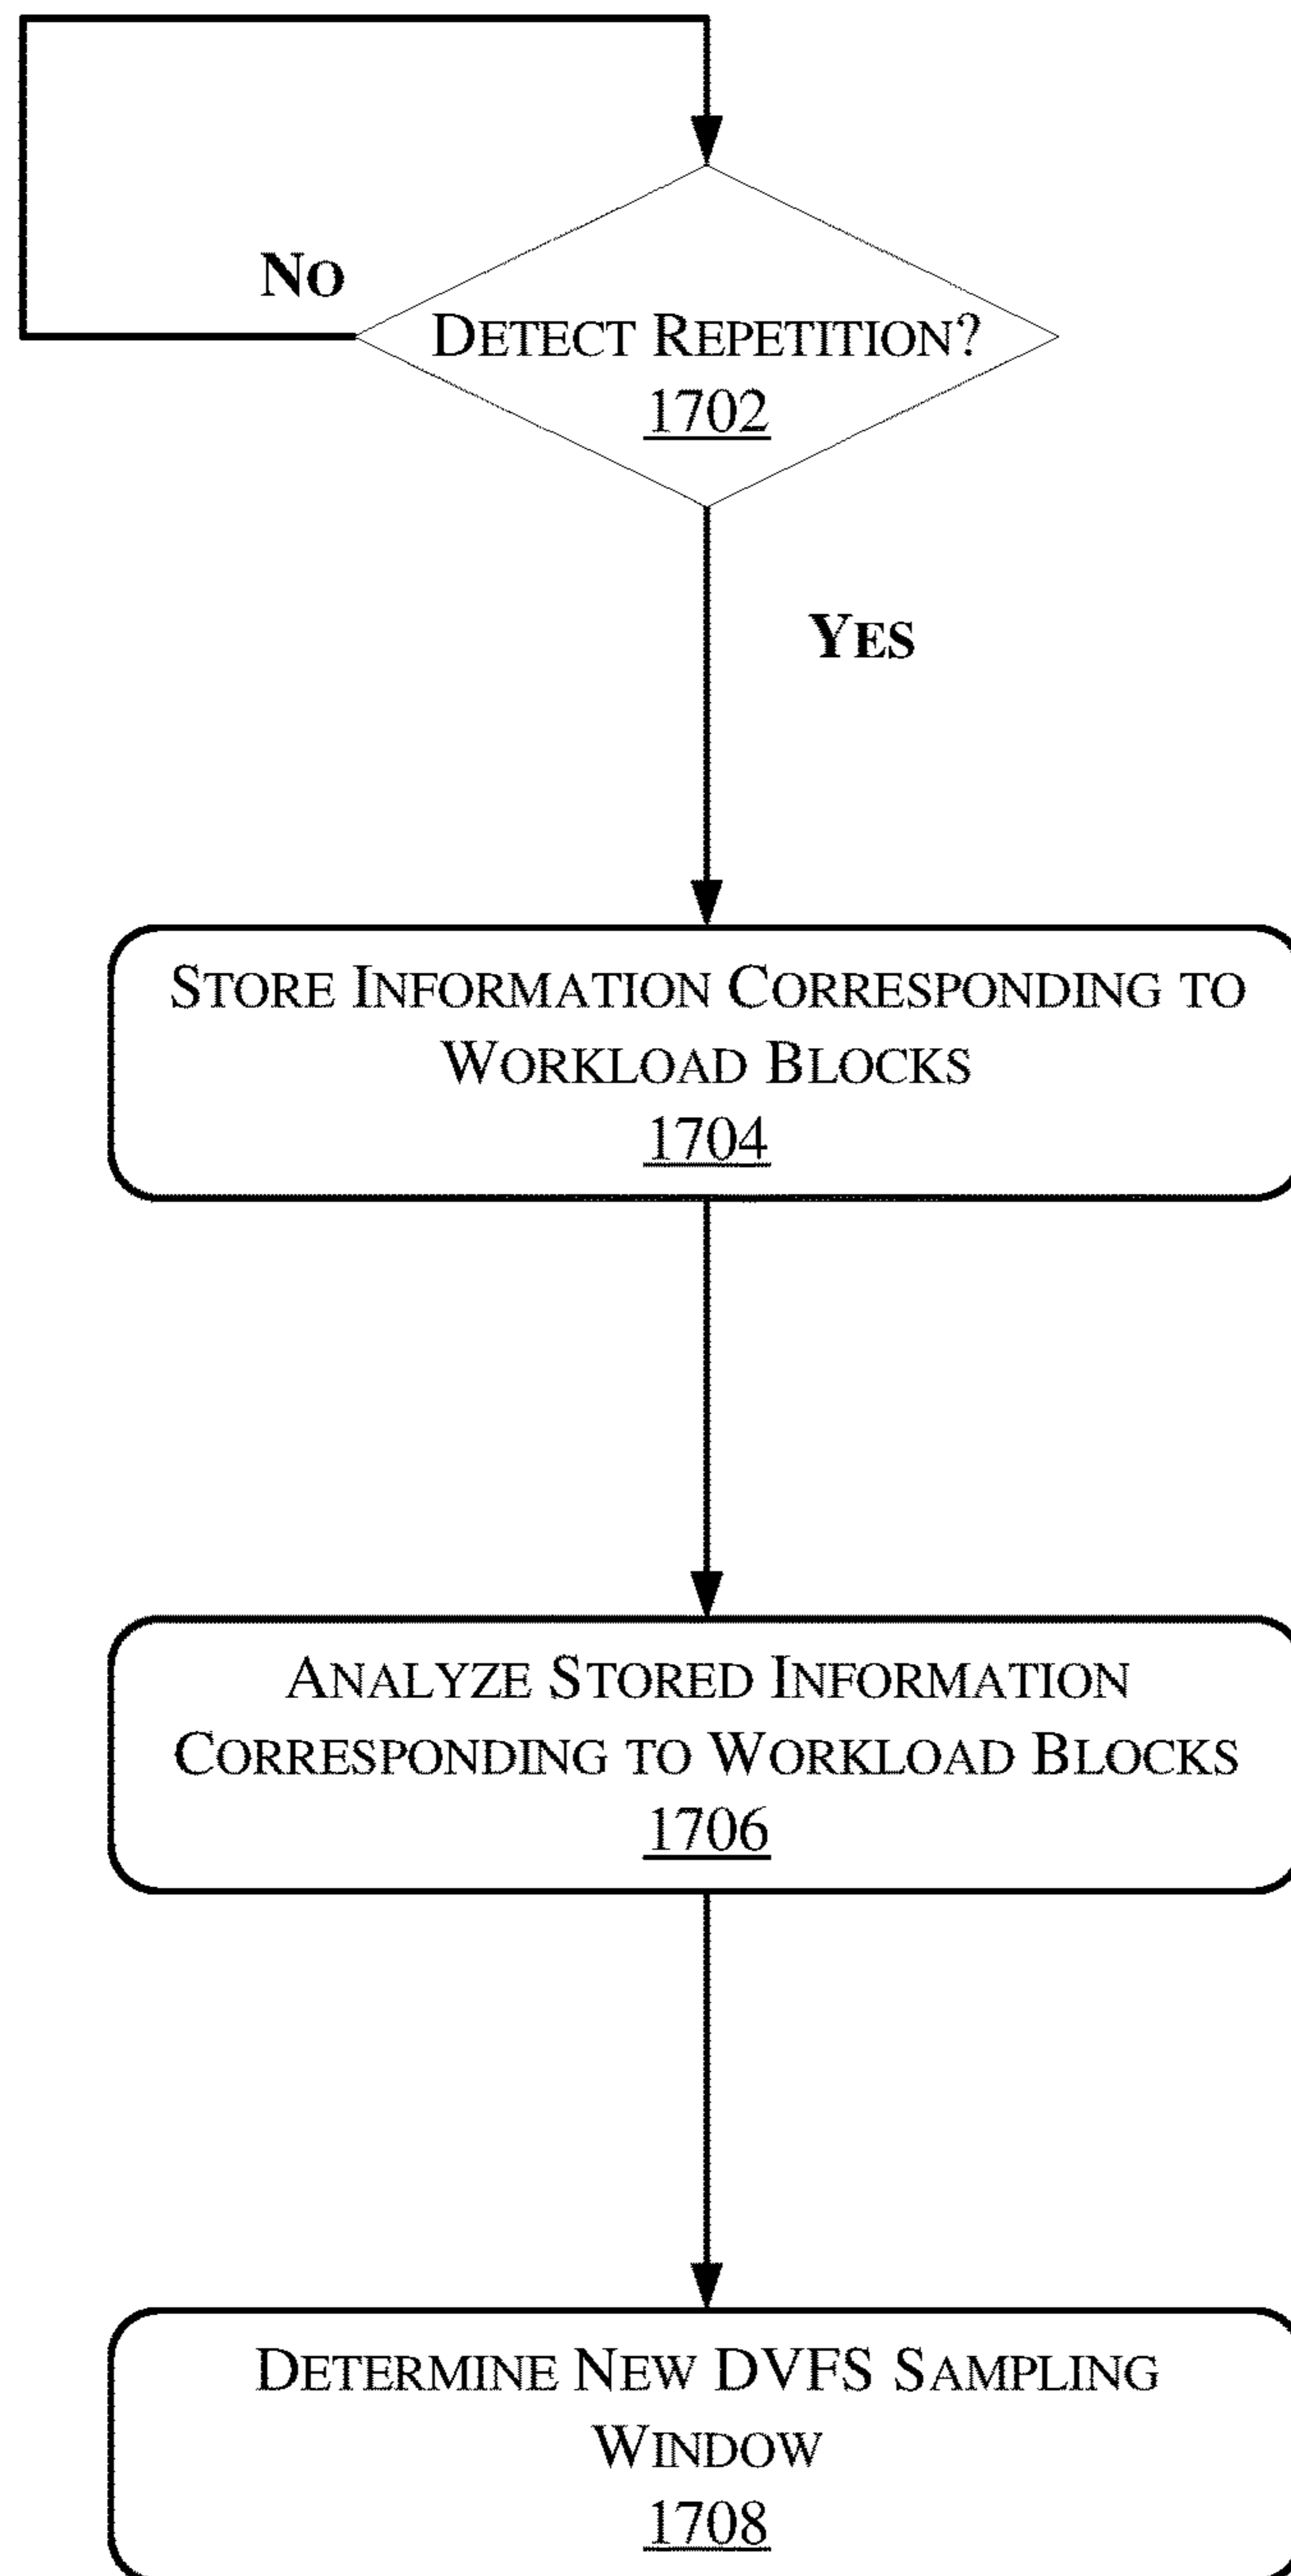 NO
DETECT REPETITION?
1702
YES
STORE INFORMATION CORRESPONDING TO
WORKLOAD BLOCKS
1704
ANALYZE STORED INFORMATION
CORRESPONDING TO WORKLOAD BLOCKS
1706
DETERMINE NEW DVFS SAMPLING
WINDOW
1708